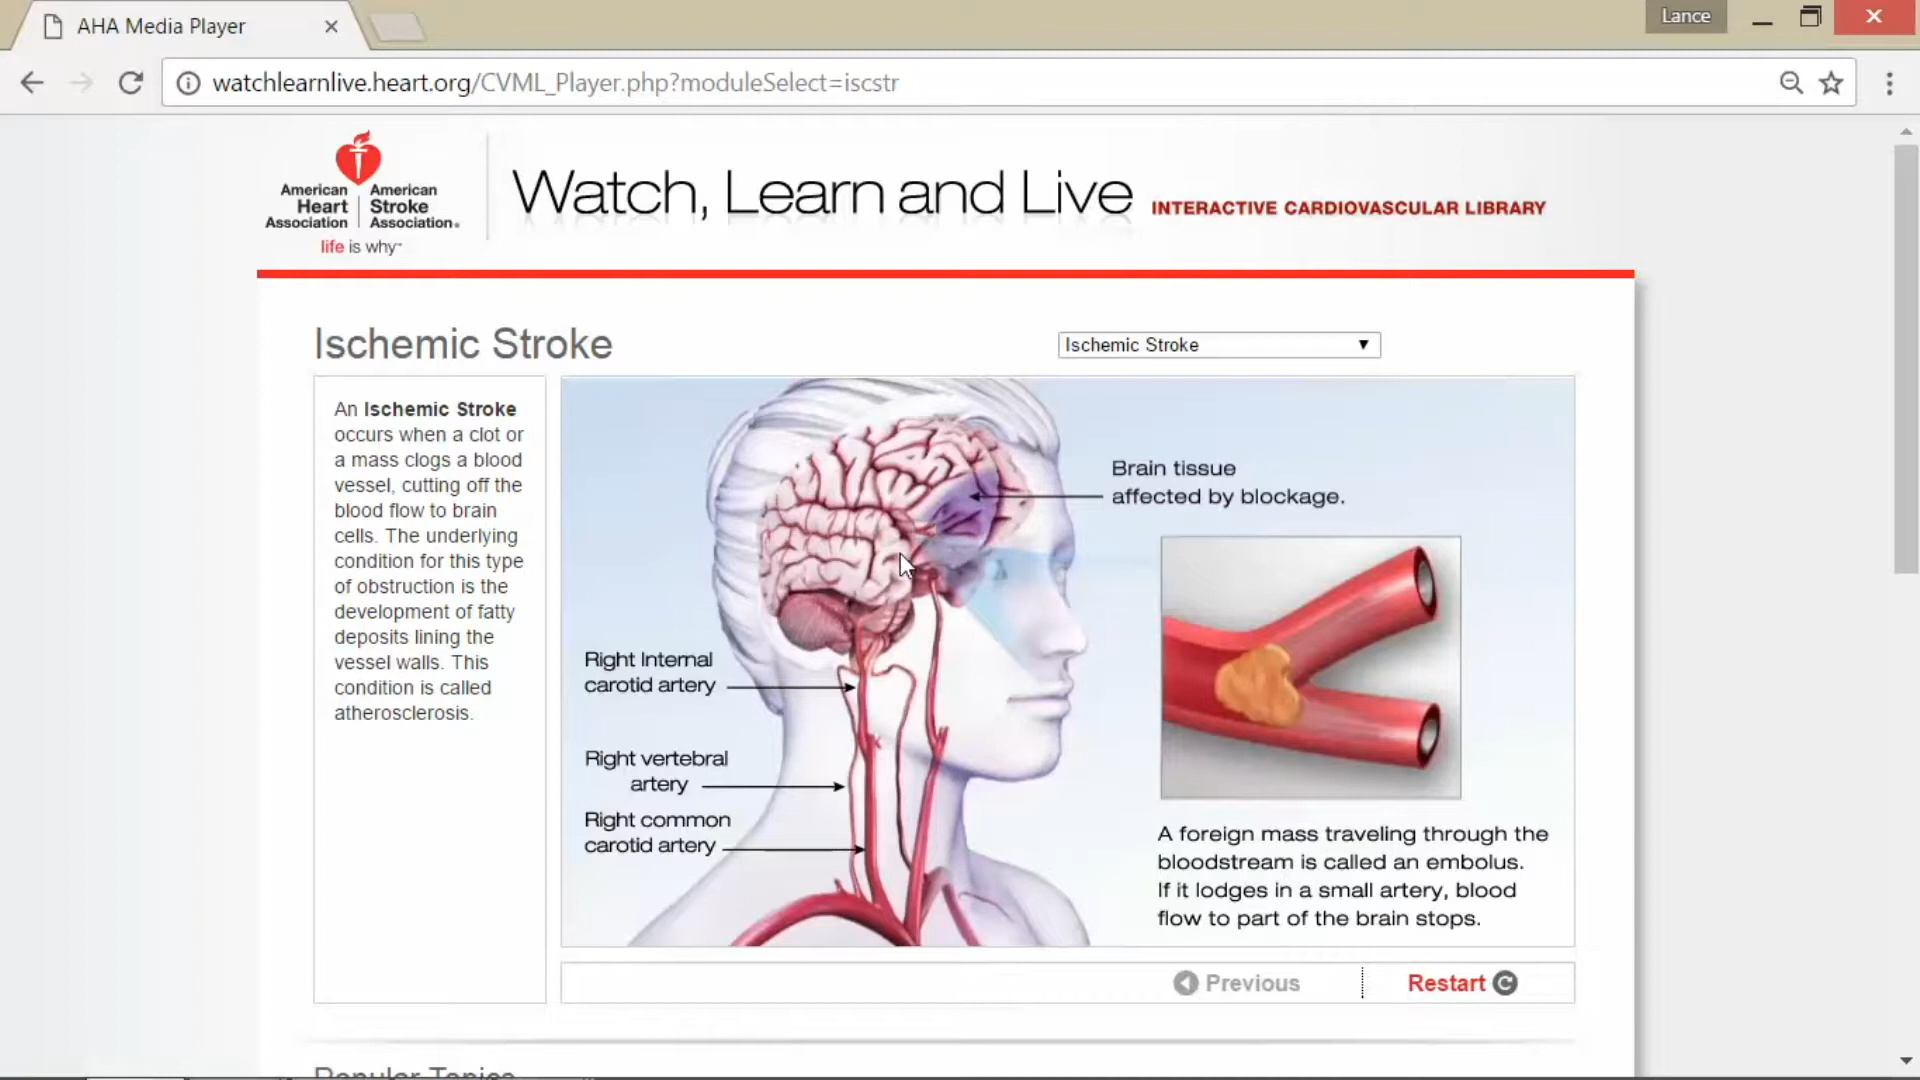 AHA Media Player
Lance
watchlearnlive.heart.org/CVML_Player.php?moduleSelect=iscstr
American Heart Association
American Stroke Association®
life is why™
Watch, Learn and Live INTERACTIVE CARDIOVASCULAR LIBRARY
Ischemic Stroke
Ischemic Stroke
An Ischemic Stroke
occurs when a clot or
a mass clogs a blood
vessel, cutting off the
blood flow to brain
cells. The underlying
condition for this type
of obstruction is the
development of fatty
deposits lining the
vessel walls. This
condition is called
atherosclerosis.
Brain tissue
affected by blockage.
Right Internal
carotid artery
Right vertebral
artery
Right common
carotid artery
A foreign mass traveling through the
bloodstream is called an embolus.
If it lodges in a small artery, blood
flow to part of the brain stops.
Previous
Restart
Popular Topics